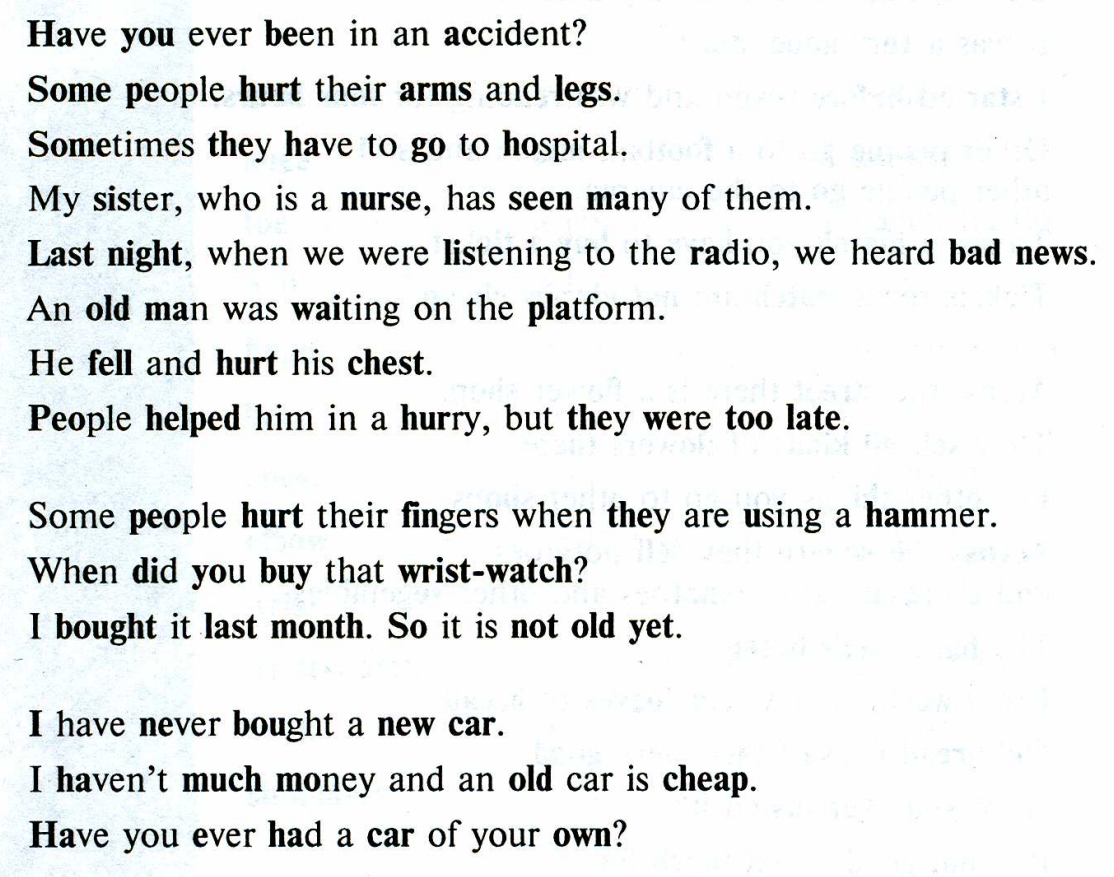 Have you ever been in an accident?
Some people hurt their arms and legs.
Sometimes they have to go to hospital.
My sister, who is a nurse, has seen many of them.
Last night, when we were listening to the radio, we heard bad news.
An old man was waiting on the platform.
He fell and hurt his chest.
People helped him in a hurry, but they were too late.
Some people hurt their fingers when they are using a hammer.
When did you buy that wrist-watch?
I bought it last month. So it is not old yet.
I have never bought a new car.
I haven't much money and an old car is cheap.
Have you ever had a car of your own?